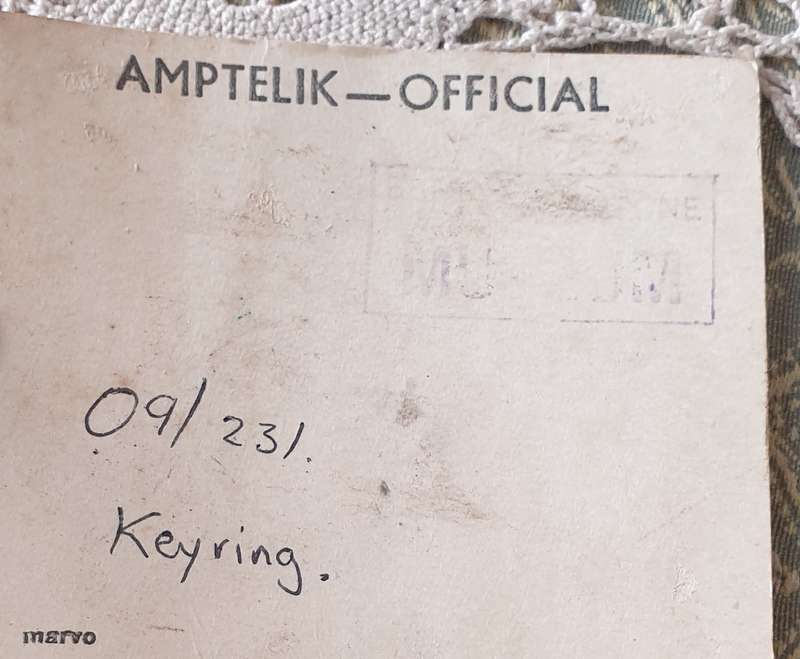 AMPTELIK—OFFICIAL
09/231.
Keyring.
marvo